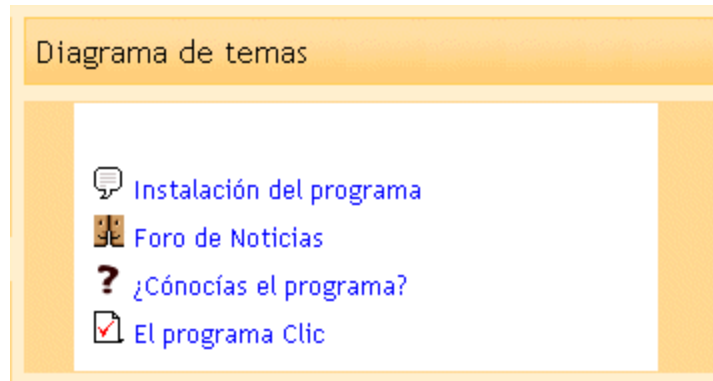 Diagrama de temas
Instalación del programa
Foro de Noticias
¿Cónocías el programa?
El programa Clic